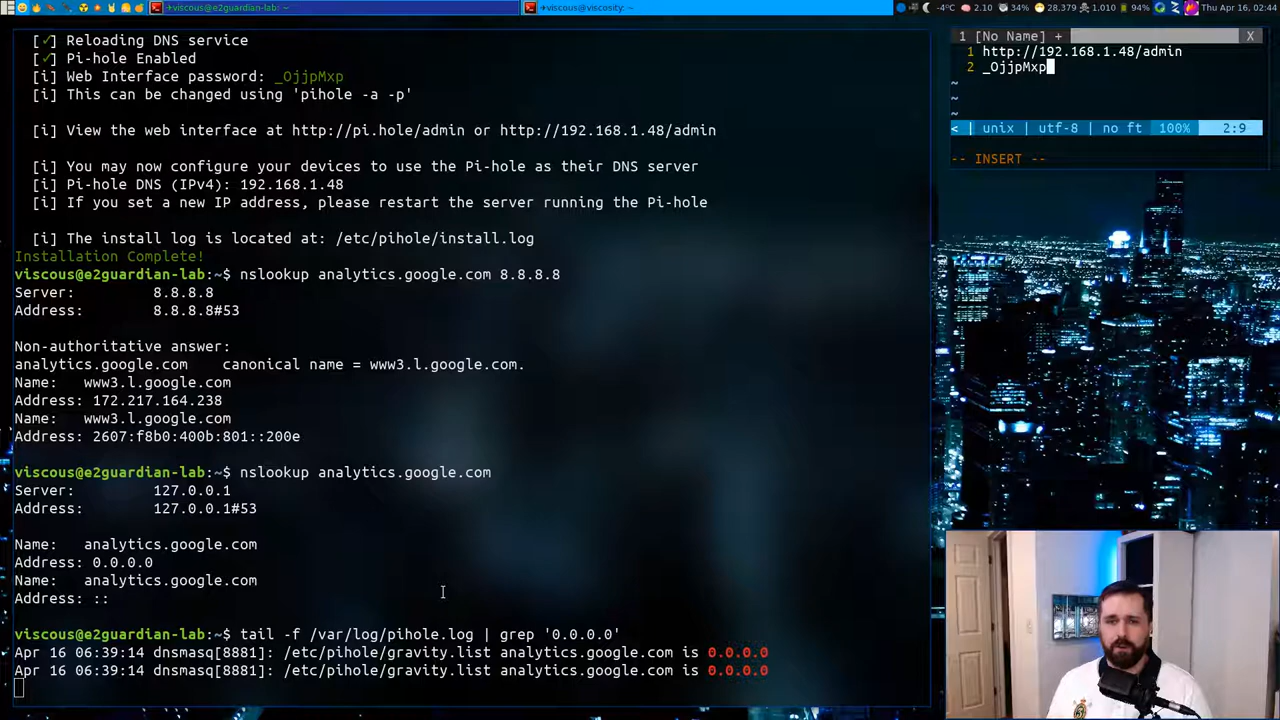 viscous@e2guardian-lab: ~
viscous@viscosity: ~
-4°C
2.10
34%
28.379
1.010
94%
Thu Apr 16, 02:44
[✓] Reloading DNS service
[✓] Pi-hole Enabled
[i] Web Interface password: _OjjpMxp
[i] This can be changed using 'pihole -a -p'
[i] View the web interface at http://pi.hole/admin or http://192.168.1.48/admin
[i] You may now configure your devices to use the Pi-hole as their DNS server
[i] Pi-hole DNS (IPv4): 192.168.1.48
[i] If you set a new IP address, please restart the server running the Pi-hole
[i] The install log is located at: /etc/pihole/install.log
Installation Complete!
viscous@e2guardian-lab:~$ nslookup analytics.google.com 8.8.8.8
Server: 8.8.8.8
Address: 8.8.8.8#53
Non-authoritative answer:
analytics.google.com canonical name = www3.l.google.com.
Name: www3.l.google.com
Address: 172.217.164.238
Name: www3.l.google.com
Address: 2607:f8b0:400b:801::200e
viscous@e2guardian-lab:~$ nslookup analytics.google.com
Server: 127.0.0.1
Address: 127.0.0.1#53
Name: analytics.google.com
Address: 0.0.0.0
Name: analytics.google.com
Address: ::
viscous@e2guardian-lab:~$ tail -f /var/log/pihole.log | grep '0.0.0.0'
Apr 16 06:39:14 dnsmasq[8881]: /etc/pihole/gravity.list analytics.google.com is 0.0.0.0
Apr 16 06:39:14 dnsmasq[8881]: /etc/pihole/gravity.list analytics.google.com is 0.0.0.0
1 [No Name] + X
1 http://192.168.1.48/admin
2 _OjjpMxp
~
~
~
< | unix | utf-8 | no ft 100% 2:9
-- INSERT --